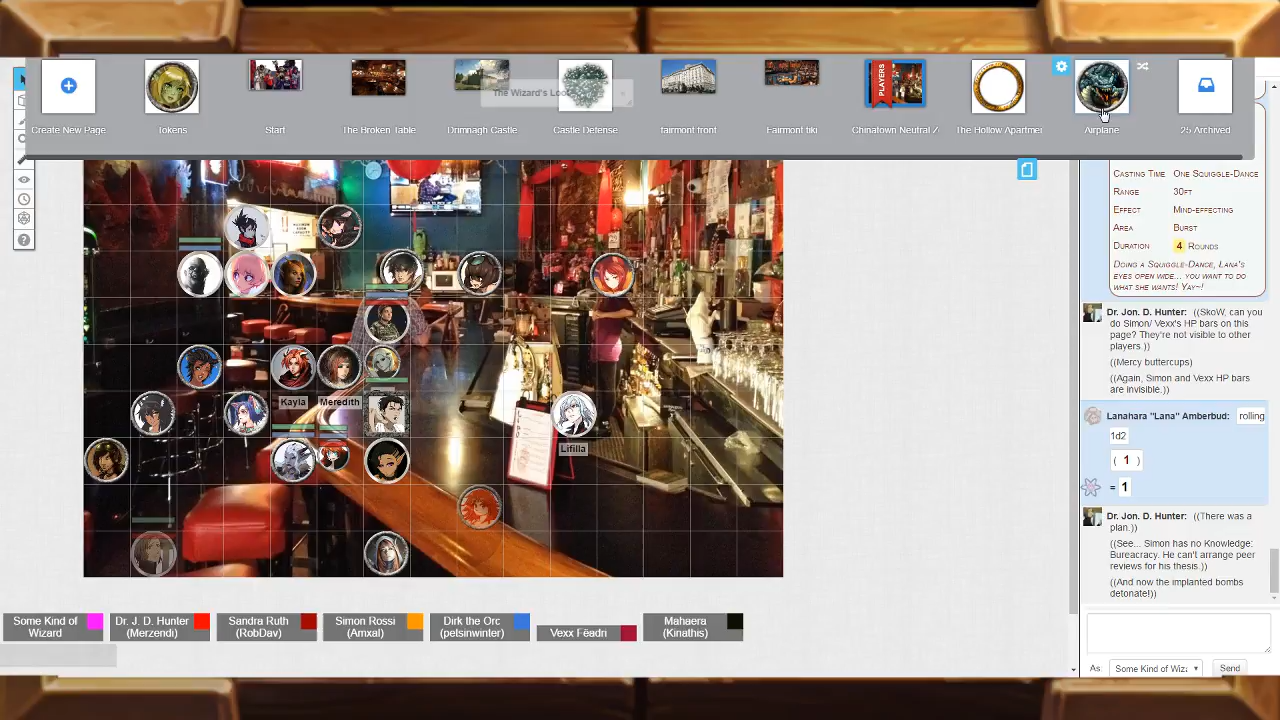 The Wizard's Loo
Create New Page
Tokens
Start
The Broken Table
Drimnagh Castle
Castle Defense
fairmont front
Fairmont tiki
PLAYERS
Chinatown Neutral Z
The Hollow Apartmer
Airplane
25 Archived
Kayla
Meredith
Lifilla
CASTING TIME ONE SQUIGGLE-DANCE
RANGE 30FT
EFFECT MIND-EFFECTING
AREA BURST
DURATION 4 ROUNDS
DOING A SQUIGGLE-DANCE, LANA'S
EYES OPEN WIDE... YOU WANT TO DO
WHAT SHE WANTS! YAY~!
Dr. Jon. D. Hunter: ((SkoW, can you
do Simon/ Vexx's HP bars on this
page? They're not visible to other
players.))
((Mercy buttercups)
((Again, Simon and Vexx HP bars
are invisible.))
Lanahara "Lana" Amberbud: rolling
1d2
( 1 )
= 1
Dr. Jon. D. Hunter: ((There was a
plan.))
((See... Simon has no Knowledge:
Bureacracy. He can't arrange peer
reviews for his thesis.))
((And now the implanted bombs
detonate!))
Some Kind of
Wizard
Dr. J. D. Hunter
(Merzendi)
Sandra Ruth
(RobDav)
Simon Rossi
(Amxal)
Dirk the Orc
(petsinwinter)
Vexx Fëadri
Mahaera
(Kinathis)
As: Some Kind of Wiz
Send